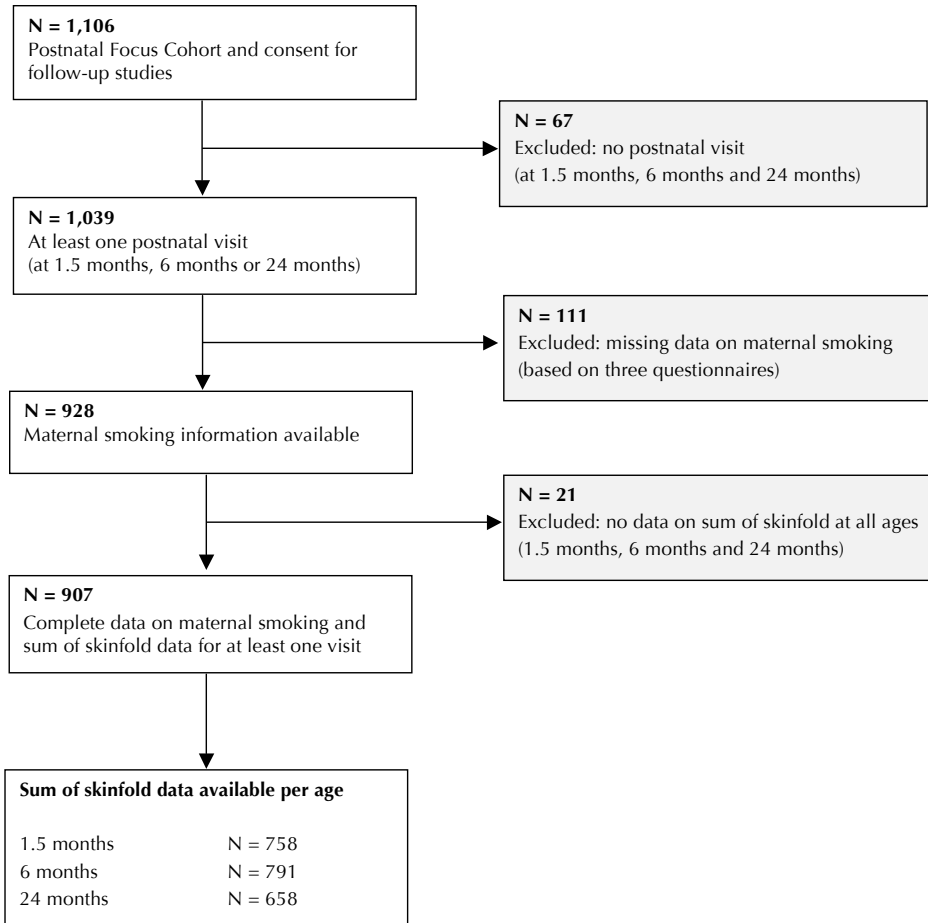 N = 1,106
Postnatal Focus Cohort and consent for
follow-up studies
N = 67
Excluded: no postnatal visit
(at 1.5 months, 6 months and 24 months)
N = 1,039
At least one postnatal visit
(at 1.5 months, 6 months or 24 months)
N = 111
Excluded: missing data on maternal smoking
(based on three questionnaires)
N = 928
Maternal smoking information available
N = 21
Excluded: no data on sum of skinfold at all ages
(1.5 months, 6 months and 24 months)
N = 907
Complete data on maternal smoking and
sum of skinfold data for at least one visit
Sum of skinfold data available per age
1.5 months N = 758
6 months N = 791
24 months N = 658